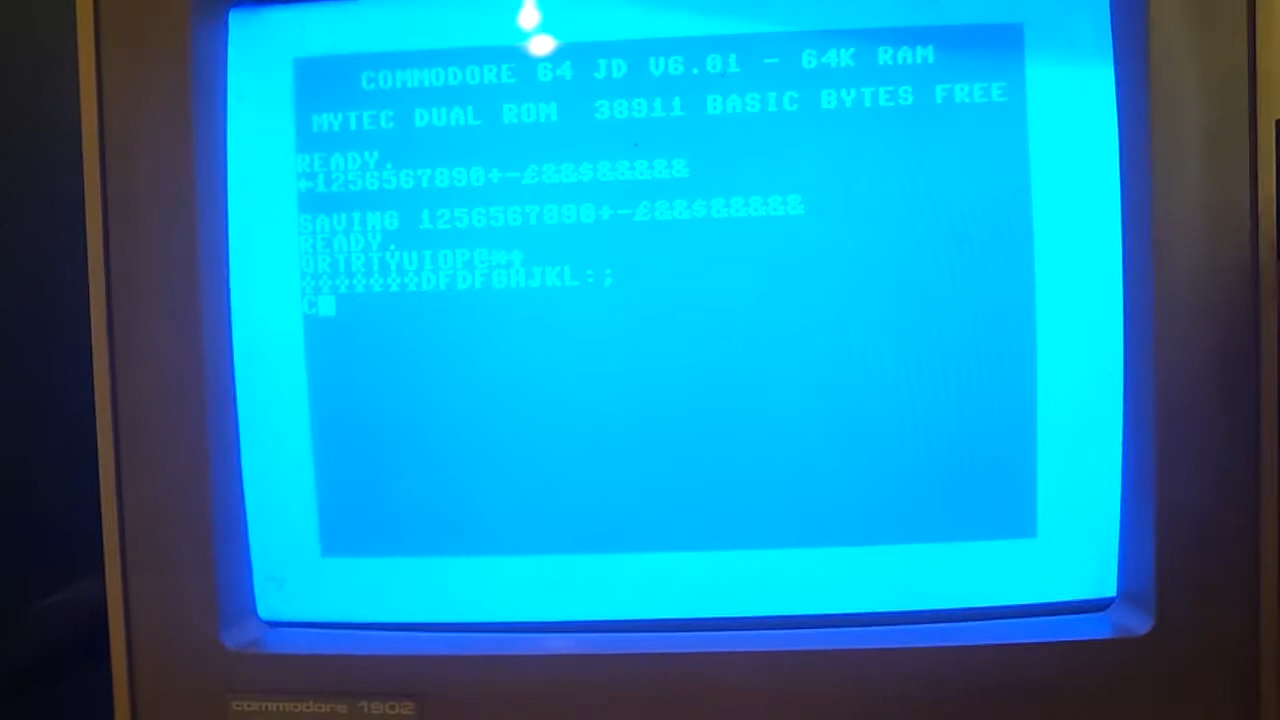 COMMODORE 64 JD V6.01 - 64K RAM
MYTEC DUAL ROM  38911 BASIC BYTES FREE
READY.
←1256567890+-£&&$&&&&&
SAVING 1256567890+-£&&$&&&&&
READY.
QRTRTYUIOP@*↑
DFDFGHJKL:;
C
commodore 1902